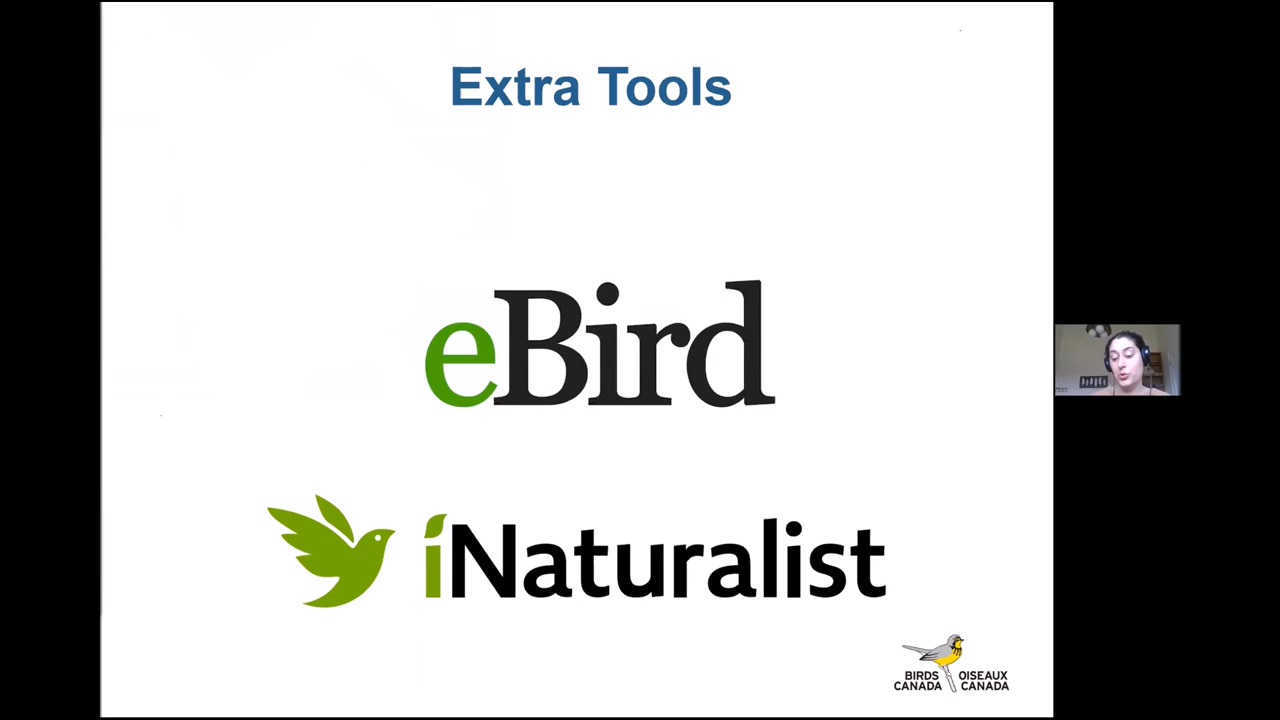 Extra Tools
eBird
iNaturalist
BIRDS CANADA
OISEAUX CANADA